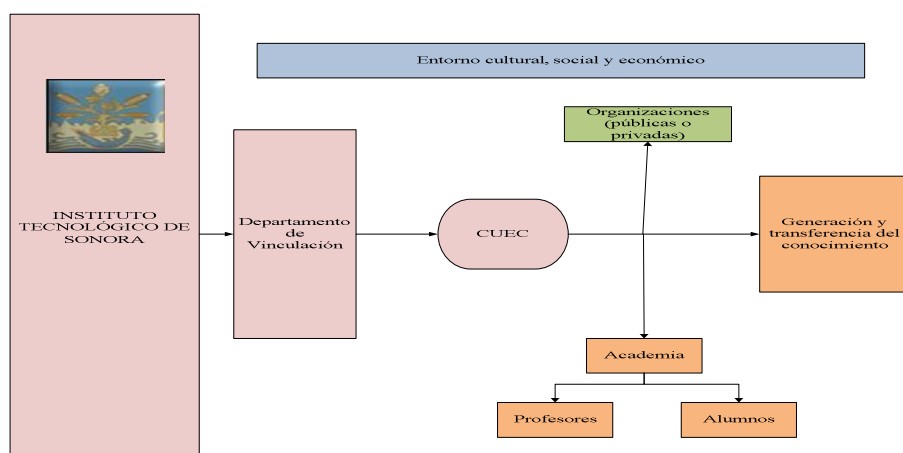 Entorno cultural, social y económico
Organizaciones
(públicas o
privadas)
INSTITUTO
TECNOLÓGICO DE
SONORA
Departamento
de
Vinculación
CUEC
Generación y
transferencia del
conocimiento
Academia
Profesores
Alumnos